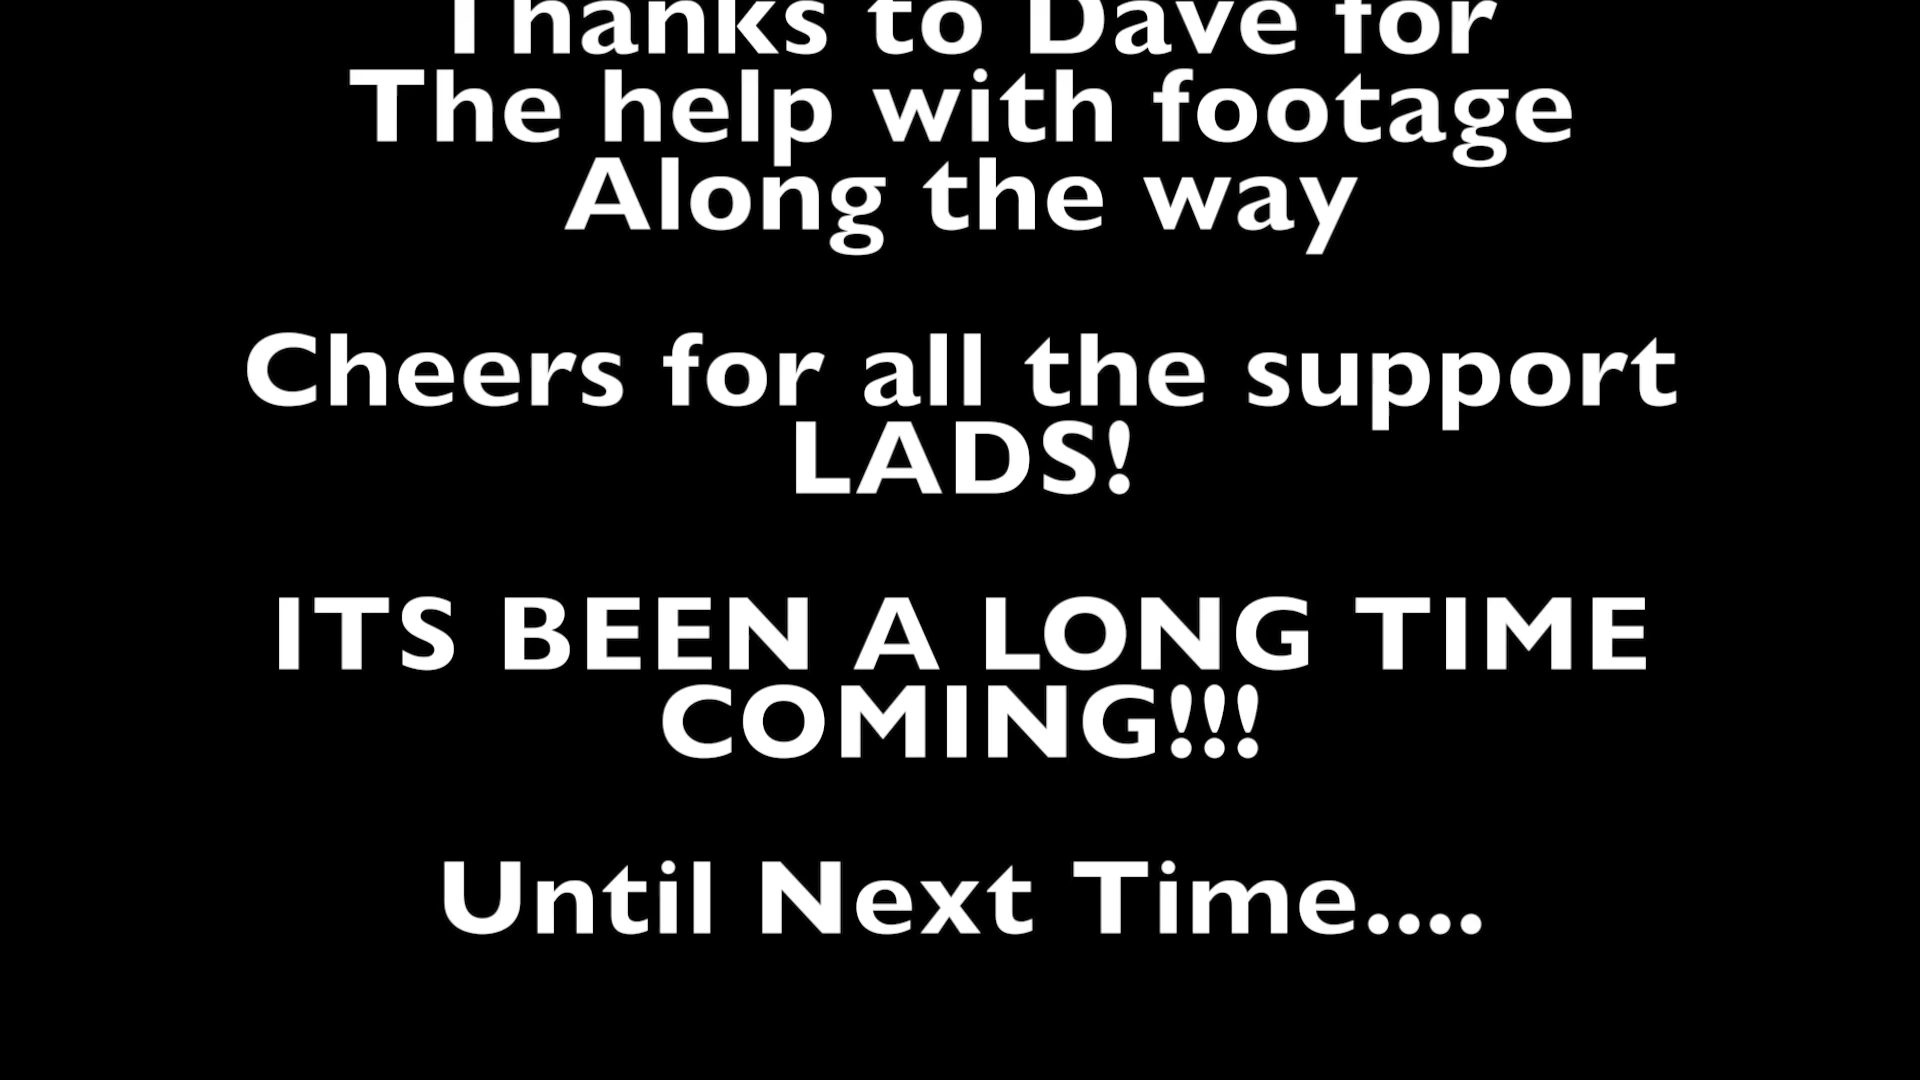 Thanks to Dave for
The help with footage
Along the way
Cheers for all the support
LADS!
ITS BEEN A LONG TIME
COMING!!!
Until Next Time....